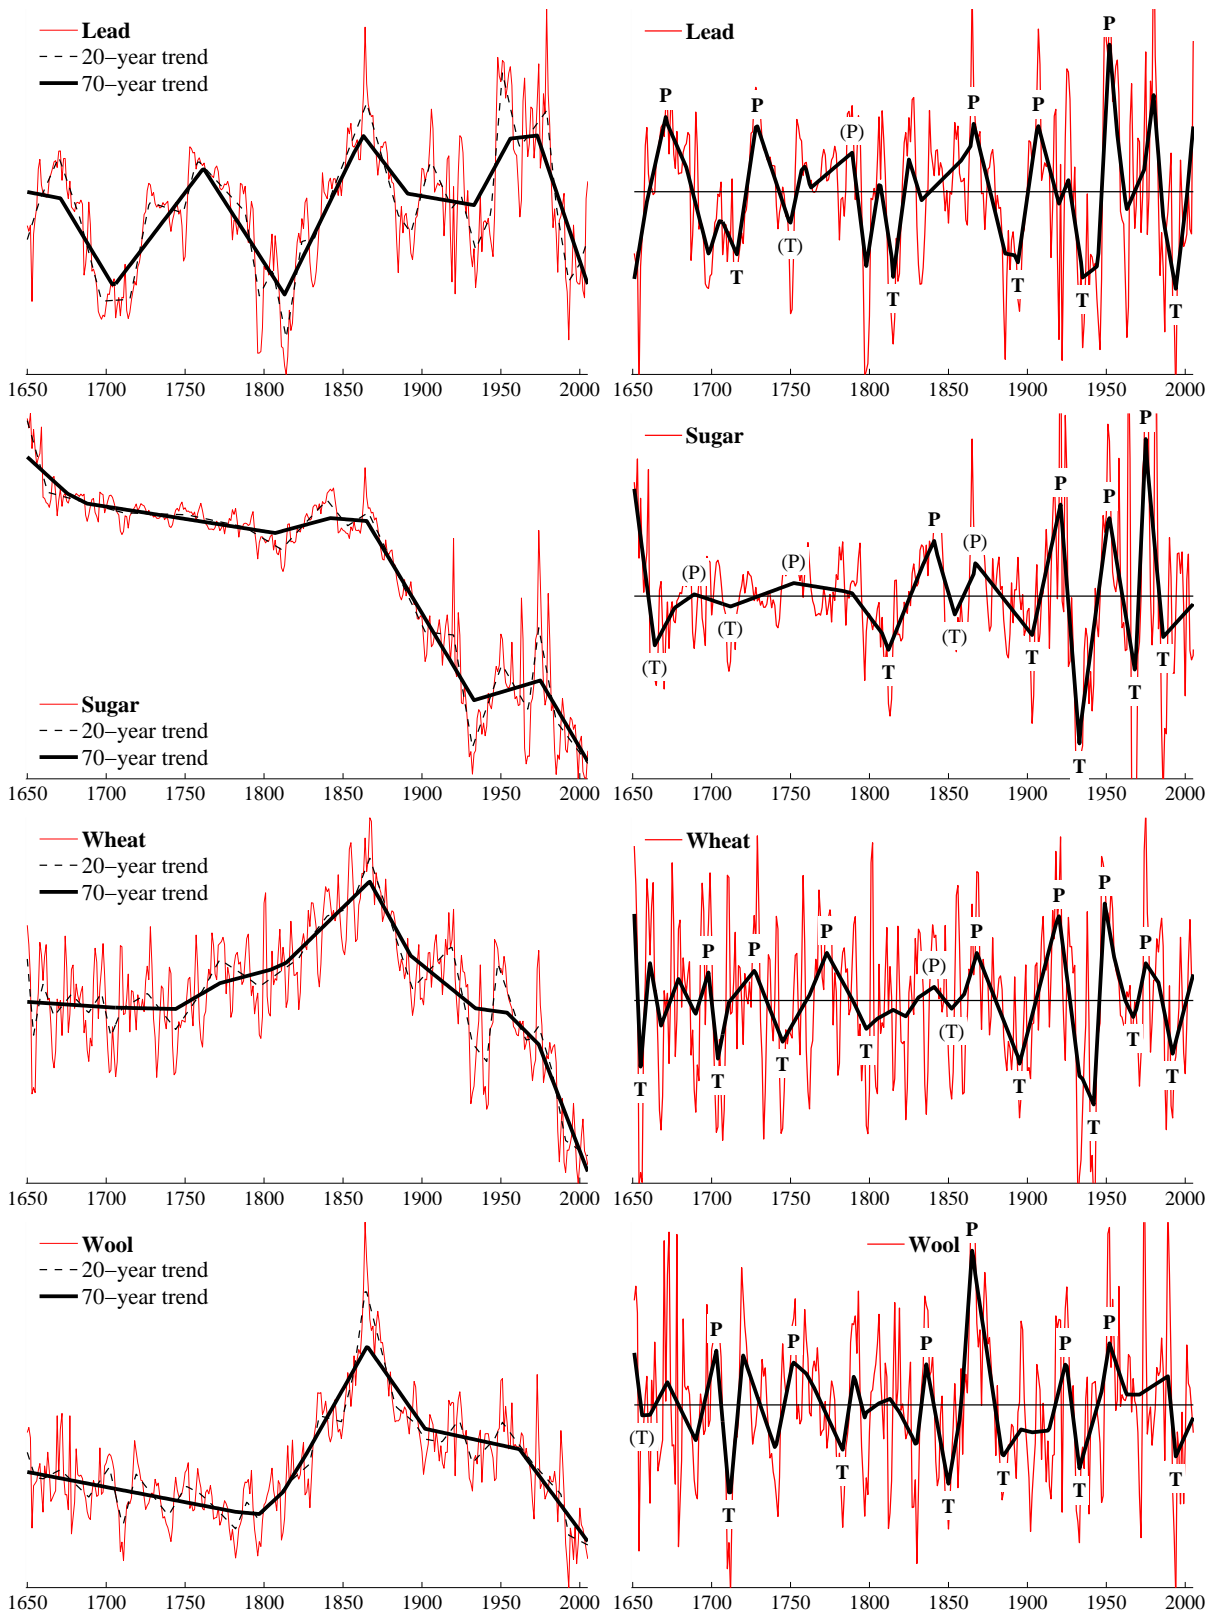 Lead
20−year trend
70−year trend
1650 1700 1750 1800 1850 1900 1950 2000
Lead
P P (P) P P P
T (T) T T T T
1650 1700 1750 1800 1850 1900 1950 2000
Sugar
20−year trend
70−year trend
1650 1700 1750 1800 1850 1900 1950 2000
Sugar
(P) (P) P (P) P P P
(T) (T) T (T) T T T T
1650 1700 1750 1800 1850 1900 1950 2000
Wheat
20−year trend
70−year trend
1650 1700 1750 1800 1850 1900 1950 2000
Wheat
P P P (P) P P P P
T T T T (T) T T T T
1650 1700 1750 1800 1850 1900 1950 2000
Wool
20−year trend
70−year trend
1650 1700 1750 1800 1850 1900 1950 2000
Wool
P P P P P P
(T) T T T T T T
1650 1700 1750 1800 1850 1900 1950 2000